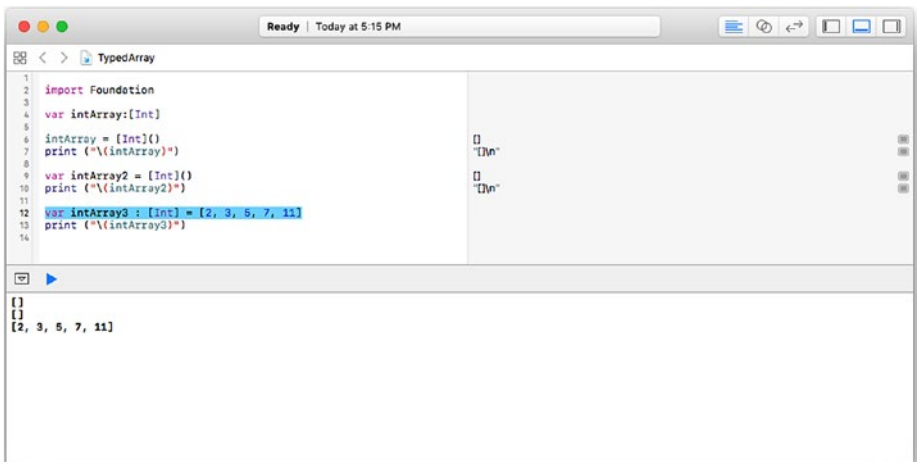 Ready | Today at 5:15 PM
TypedArray
1
2 import Foundation
3
4 var intArray:[Int]
5
6 intArray = [Int]() []
7 print ("\(intArray)") "[]\n"
8
9 var intArray2 = [Int]() []
10 print ("\(intArray2)") "[]\n"
11
12 var intArray3 : [Int] = [2, 3, 5, 7, 11]
13 print ("\(intArray3)")
14
[]
[]
[2, 3, 5, 7, 11]